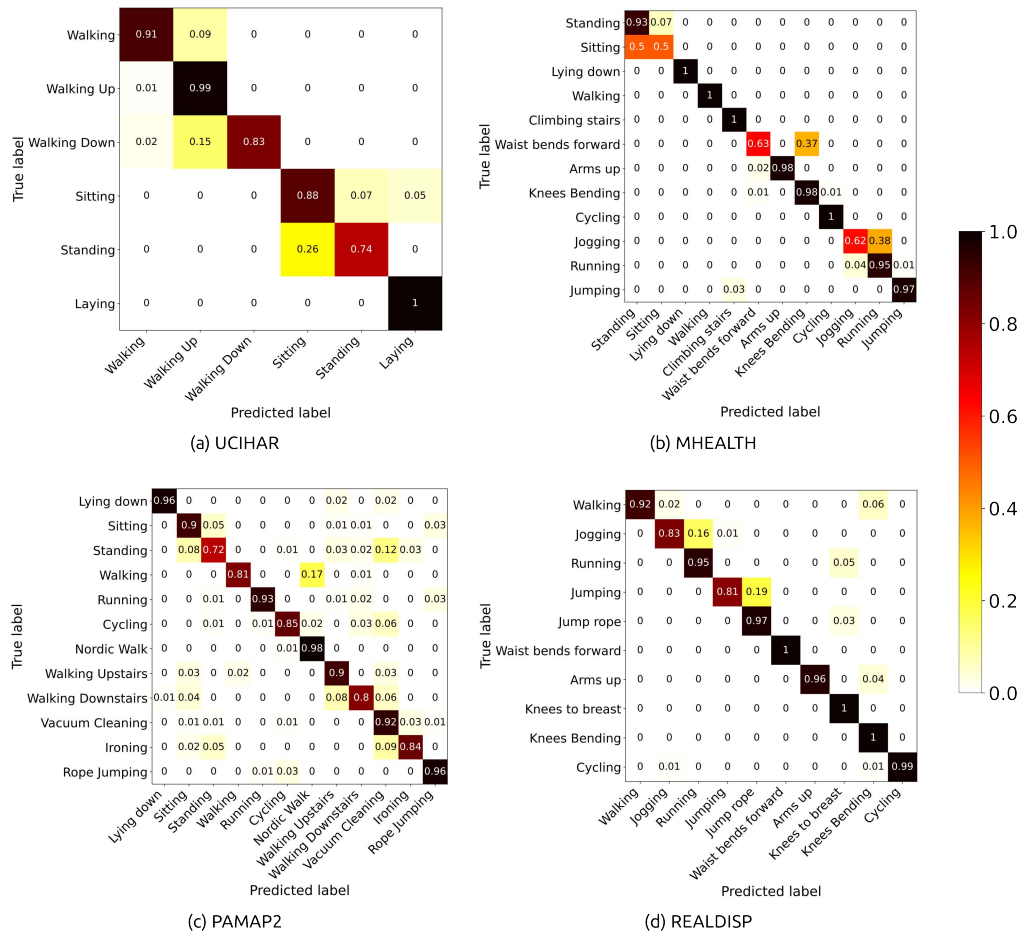 Walking 0.91 0.09 0 0 0 0
Walking Up 0.01 0.99 0 0 0 0
Walking Down 0.02 0.15 0.83 0 0 0
Sitting 0 0 0 0.88 0.07 0.05
Standing 0 0 0 0.26 0.74 0
Laying 0 0 0 0 0 1
True label
Walking
Walking Up
Walking Down
Sitting
Standing
Laying
Predicted label
(a) UCIHAR
Standing 0.93 0.07 0 0 0 0 0 0 0 0 0 0
Sitting 0.5 0.5 0 0 0 0 0 0 0 0 0 0
Lying down 0 0 1 0 0 0 0 0 0 0 0 0
Walking 0 0 0 1 0 0 0 0 0 0 0 0
Climbing stairs 0 0 0 0 1 0 0 0 0 0 0 0
Waist bends forward 0 0 0 0 0 0.63 0 0.37 0 0 0 0
Arms up 0 0 0 0 0 0.02 0.98 0 0 0 0 0
Knees Bending 0 0 0 0 0 0.01 0 0.98 0.01 0 0 0
Cycling 0 0 0 0 0 0 0 0 1 0 0 0
Jogging 0 0 0 0 0 0 0 0 0 0.62 0.38 0
Running 0 0 0 0 0 0 0 0 0 0.04 0.95 0.01
Jumping 0 0 0 0 0.03 0 0 0 0 0 0 0.97
True label
Standing
Sitting
Lying down
Walking
Climbing stairs
Waist bends forward
Arms up
Knees Bending
Cycling
Jogging
Running
Jumping
Predicted label
(b) MHEALTH
1.0
0.8
0.6
0.4
0.2
0.0
Lying down 0.96 0 0 0 0 0 0 0.02 0 0.02 0 0
Sitting 0 0.9 0.05 0 0 0 0 0.01 0.01 0 0 0.03
Standing 0 0.08 0.72 0 0 0.01 0 0.03 0.02 0.12 0.03 0
Walking 0 0 0 0.81 0 0 0.17 0 0.01 0 0 0
Running 0 0 0.01 0 0.93 0 0 0.01 0.02 0 0 0.03
Cycling 0 0 0.01 0 0.01 0.85 0.02 0 0.03 0.06 0 0
Nordic Walk 0 0 0 0 0 0.01 0.98 0 0 0 0 0
Walking Upstairs 0 0.03 0 0.02 0 0 0 0.9 0 0.03 0 0
Walking Downstairs 0.01 0.04 0 0 0 0 0 0.08 0.8 0.06 0 0
Vacuum Cleaning 0 0.01 0.01 0 0 0.01 0 0 0 0.92 0.03 0.01
Ironing 0 0.02 0.05 0 0 0 0 0 0 0.09 0.84 0
Rope Jumping 0 0 0 0 0.01 0.03 0 0 0 0 0 0.96
True label
Lying down
Sitting
Standing
Walking
Running
Cycling
Nordic Walk
Walking Upstairs
Walking Downstairs
Vacuum Cleaning
Ironing
Rope Jumping
Predicted label
(c) PAMAP2
Walking 0.92 0.02 0 0 0 0 0 0 0.06 0
Jogging 0 0.83 0.16 0.01 0 0 0 0 0 0
Running 0 0 0.95 0 0 0 0 0.05 0 0
Jumping 0 0 0 0.81 0.19 0 0 0 0 0
Jump rope 0 0 0 0 0.97 0 0 0.03 0 0
Waist bends forward 0 0 0 0 0 1 0 0 0 0
Arms up 0 0 0 0 0 0 0.96 0 0.04 0
Knees to breast 0 0 0 0 0 0 0 1 0 0
Knees Bending 0 0 0 0 0 0 0 0 1 0
Cycling 0 0.01 0 0 0 0 0 0 0.01 0.99
True label
Walking
Jogging
Running
Jumping
Jump rope
Waist bends forward
Arms up
Knees to breast
Knees Bending
Cycling
Predicted label
(d) REALDISP